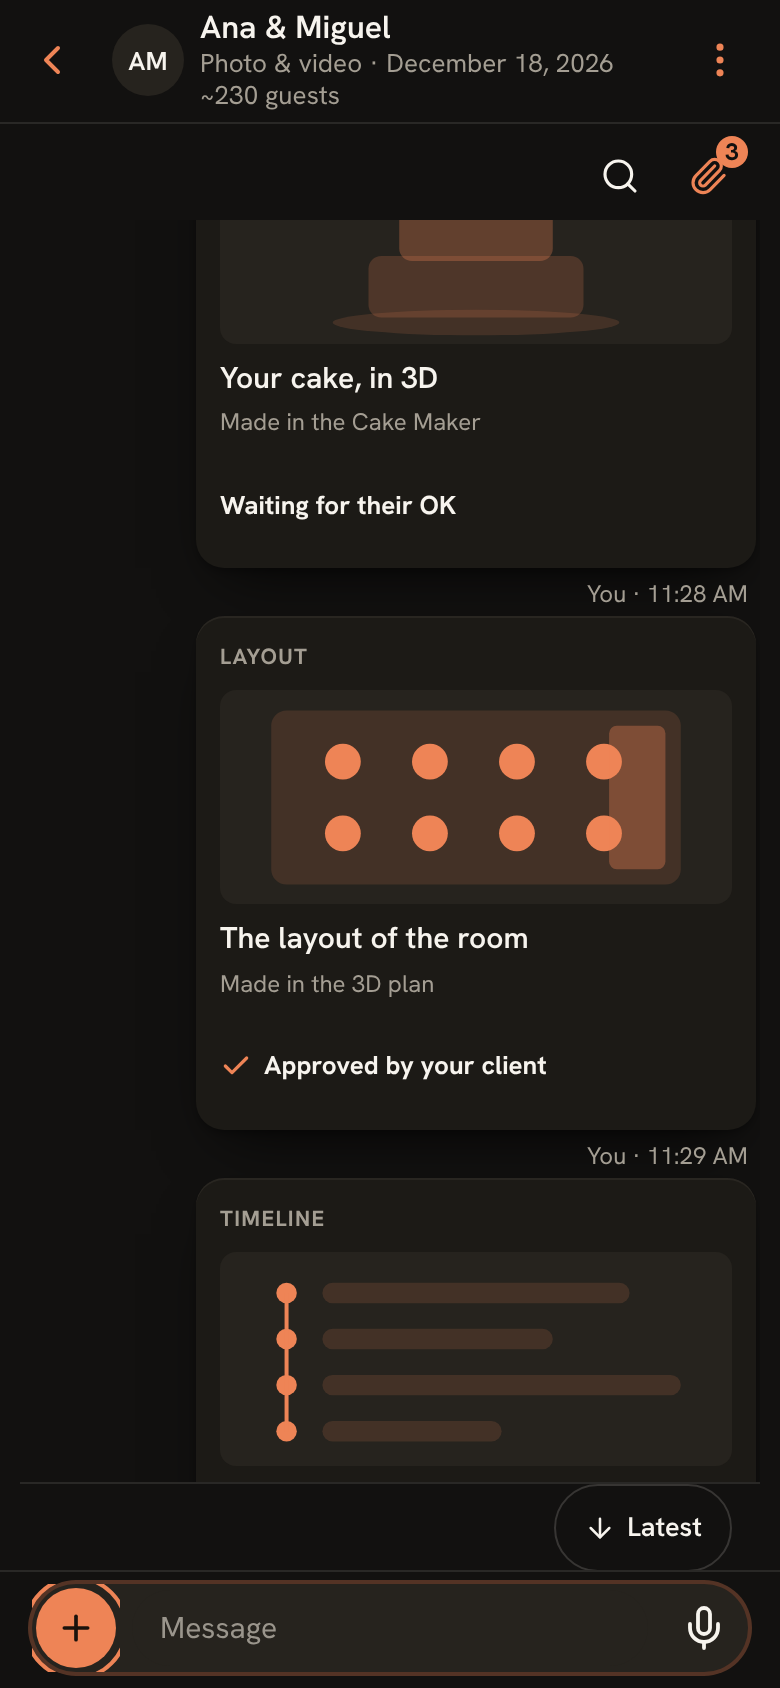 Ana & Miguel
AM
Photo & video · December 18, 2026
~230 guests
3
Your cake, in 3D
Made in the Cake Maker
Waiting for their OK
You · 11:28 AM
LAYOUT
The layout of the room
Made in the 3D plan
Approved by your client
You · 11:29 AM
TIMELINE
Latest
Message